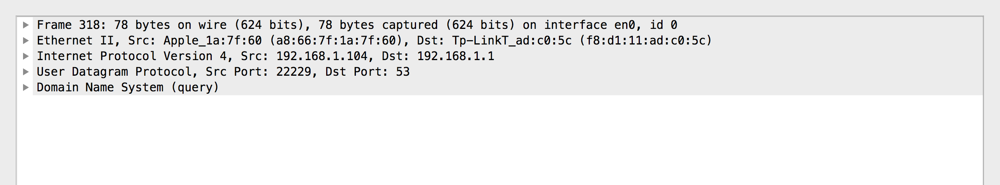 Frame 318: 78 bytes on wire (624 bits), 78 bytes captured (624 bits) on interface en0, id 0
Ethernet II, Src: Apple_1a:7f:60 (a8:66:7f:1a:7f:60), Dst: Tp-LinkT_ad:c0:5c (f8:d1:11:ad:c0:5c)
Internet Protocol Version 4, Src: 192.168.1.104, Dst: 192.168.1.1
User Datagram Protocol, Src Port: 22229, Dst Port: 53
Domain Name System (query)